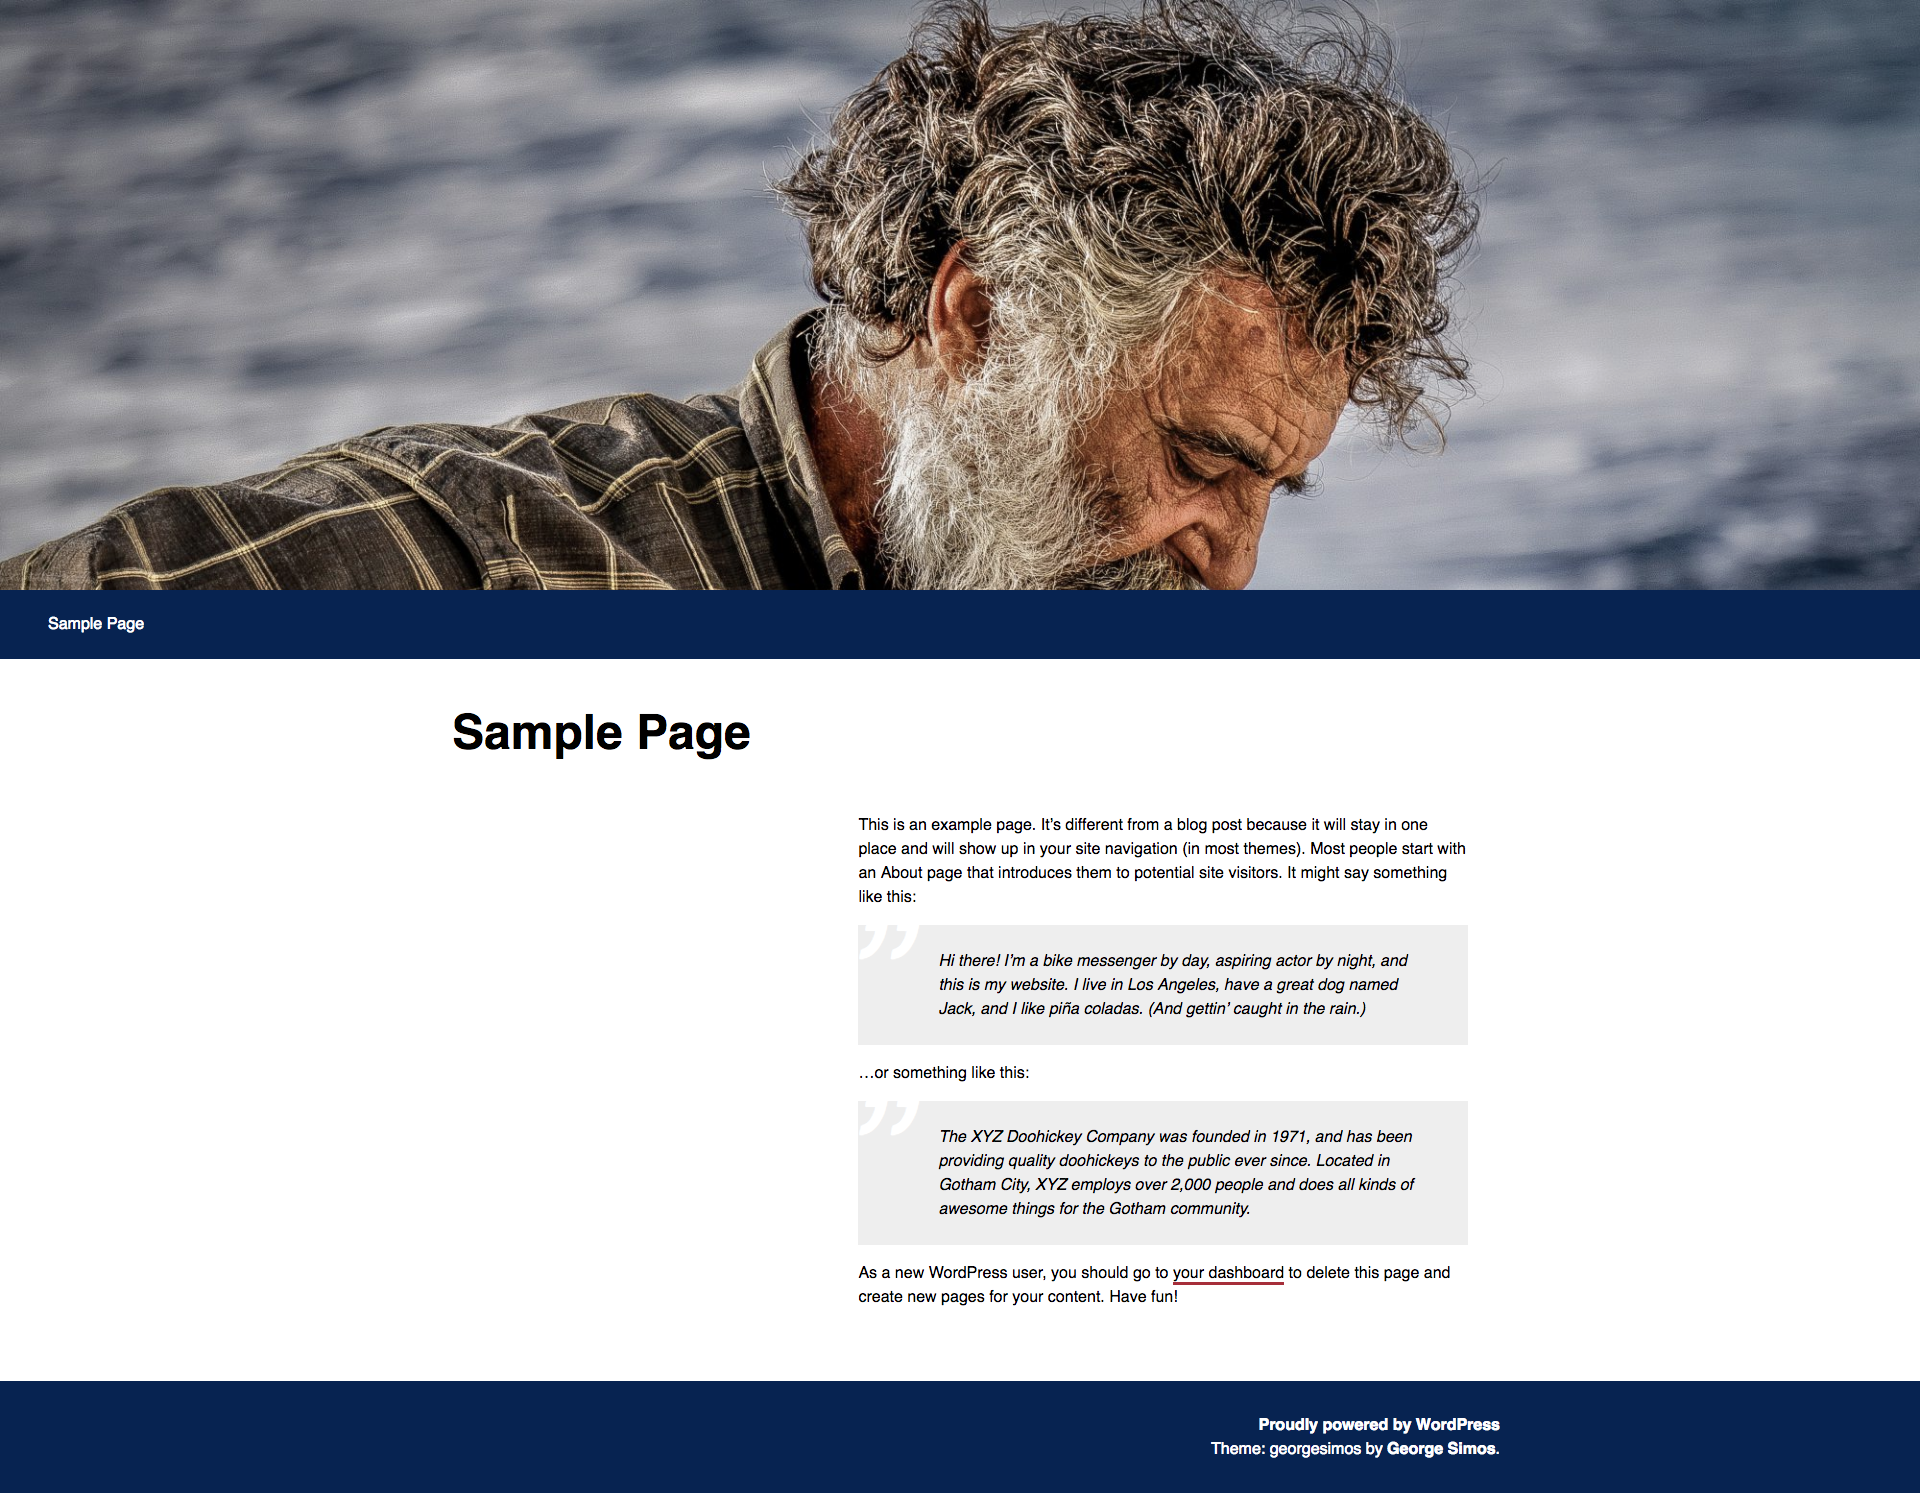 Sample Page
Sample Page
This is an example page. It’s different from a blog post because it will stay in one
place and will show up in your site navigation (in most themes). Most people start with
an About page that introduces them to potential site visitors. It might say something
like this:
Hi there! I’m a bike messenger by day, aspiring actor by night, and
this is my website. I live in Los Angeles, have a great dog named
Jack, and I like piña coladas. (And gettin’ caught in the rain.)
…or something like this:
The XYZ Doohickey Company was founded in 1971, and has been
providing quality doohickeys to the public ever since. Located in
Gotham City, XYZ employs over 2,000 people and does all kinds of
awesome things for the Gotham community.
As a new WordPress user, you should go to your dashboard to delete this page and
create new pages for your content. Have fun!
Proudly powered by WordPress
Theme: georgesimos by George Simos.